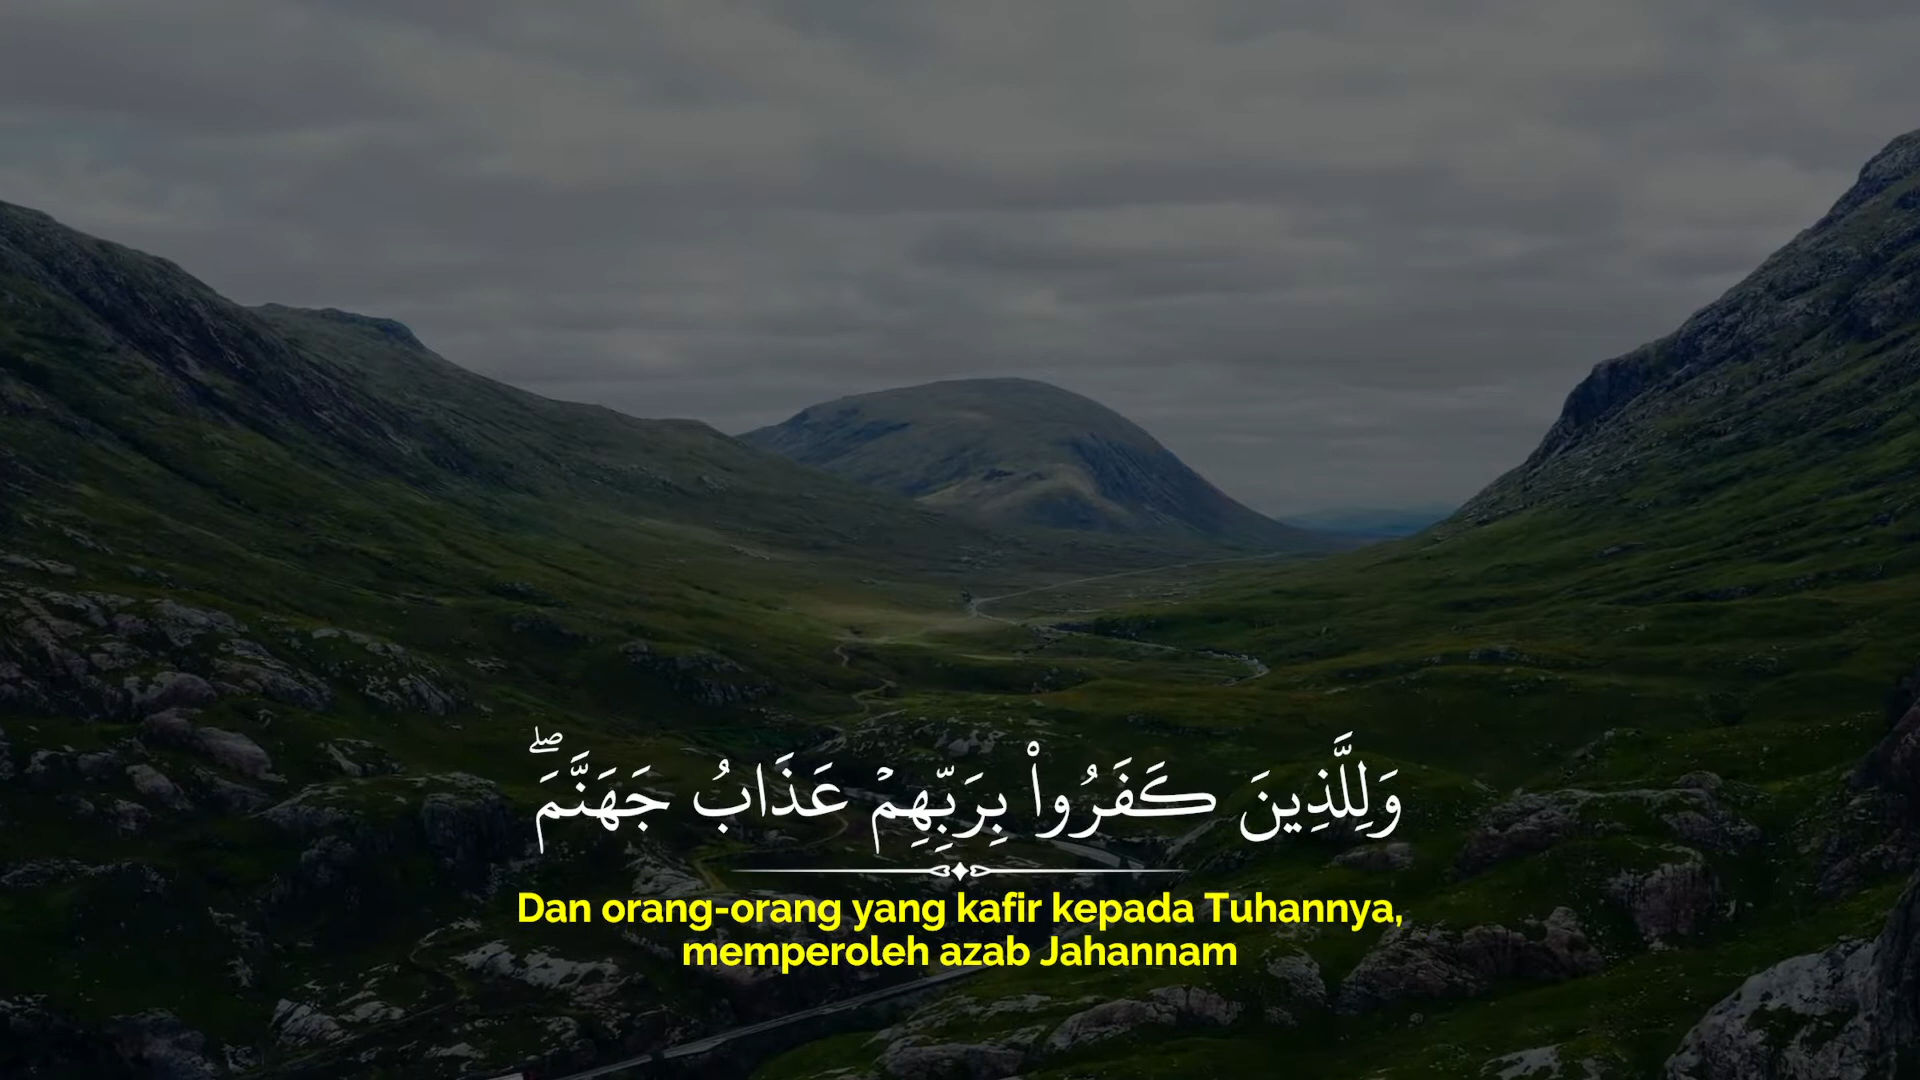 وَلِلَّذِينَ كَفَرُوا۟ بِرَبِّهِمۡ عَذَابُ جَهَنَّمَۖ
Dan orang-orang yang kafir kepada Tuhannya,
memperoleh azab Jahannam